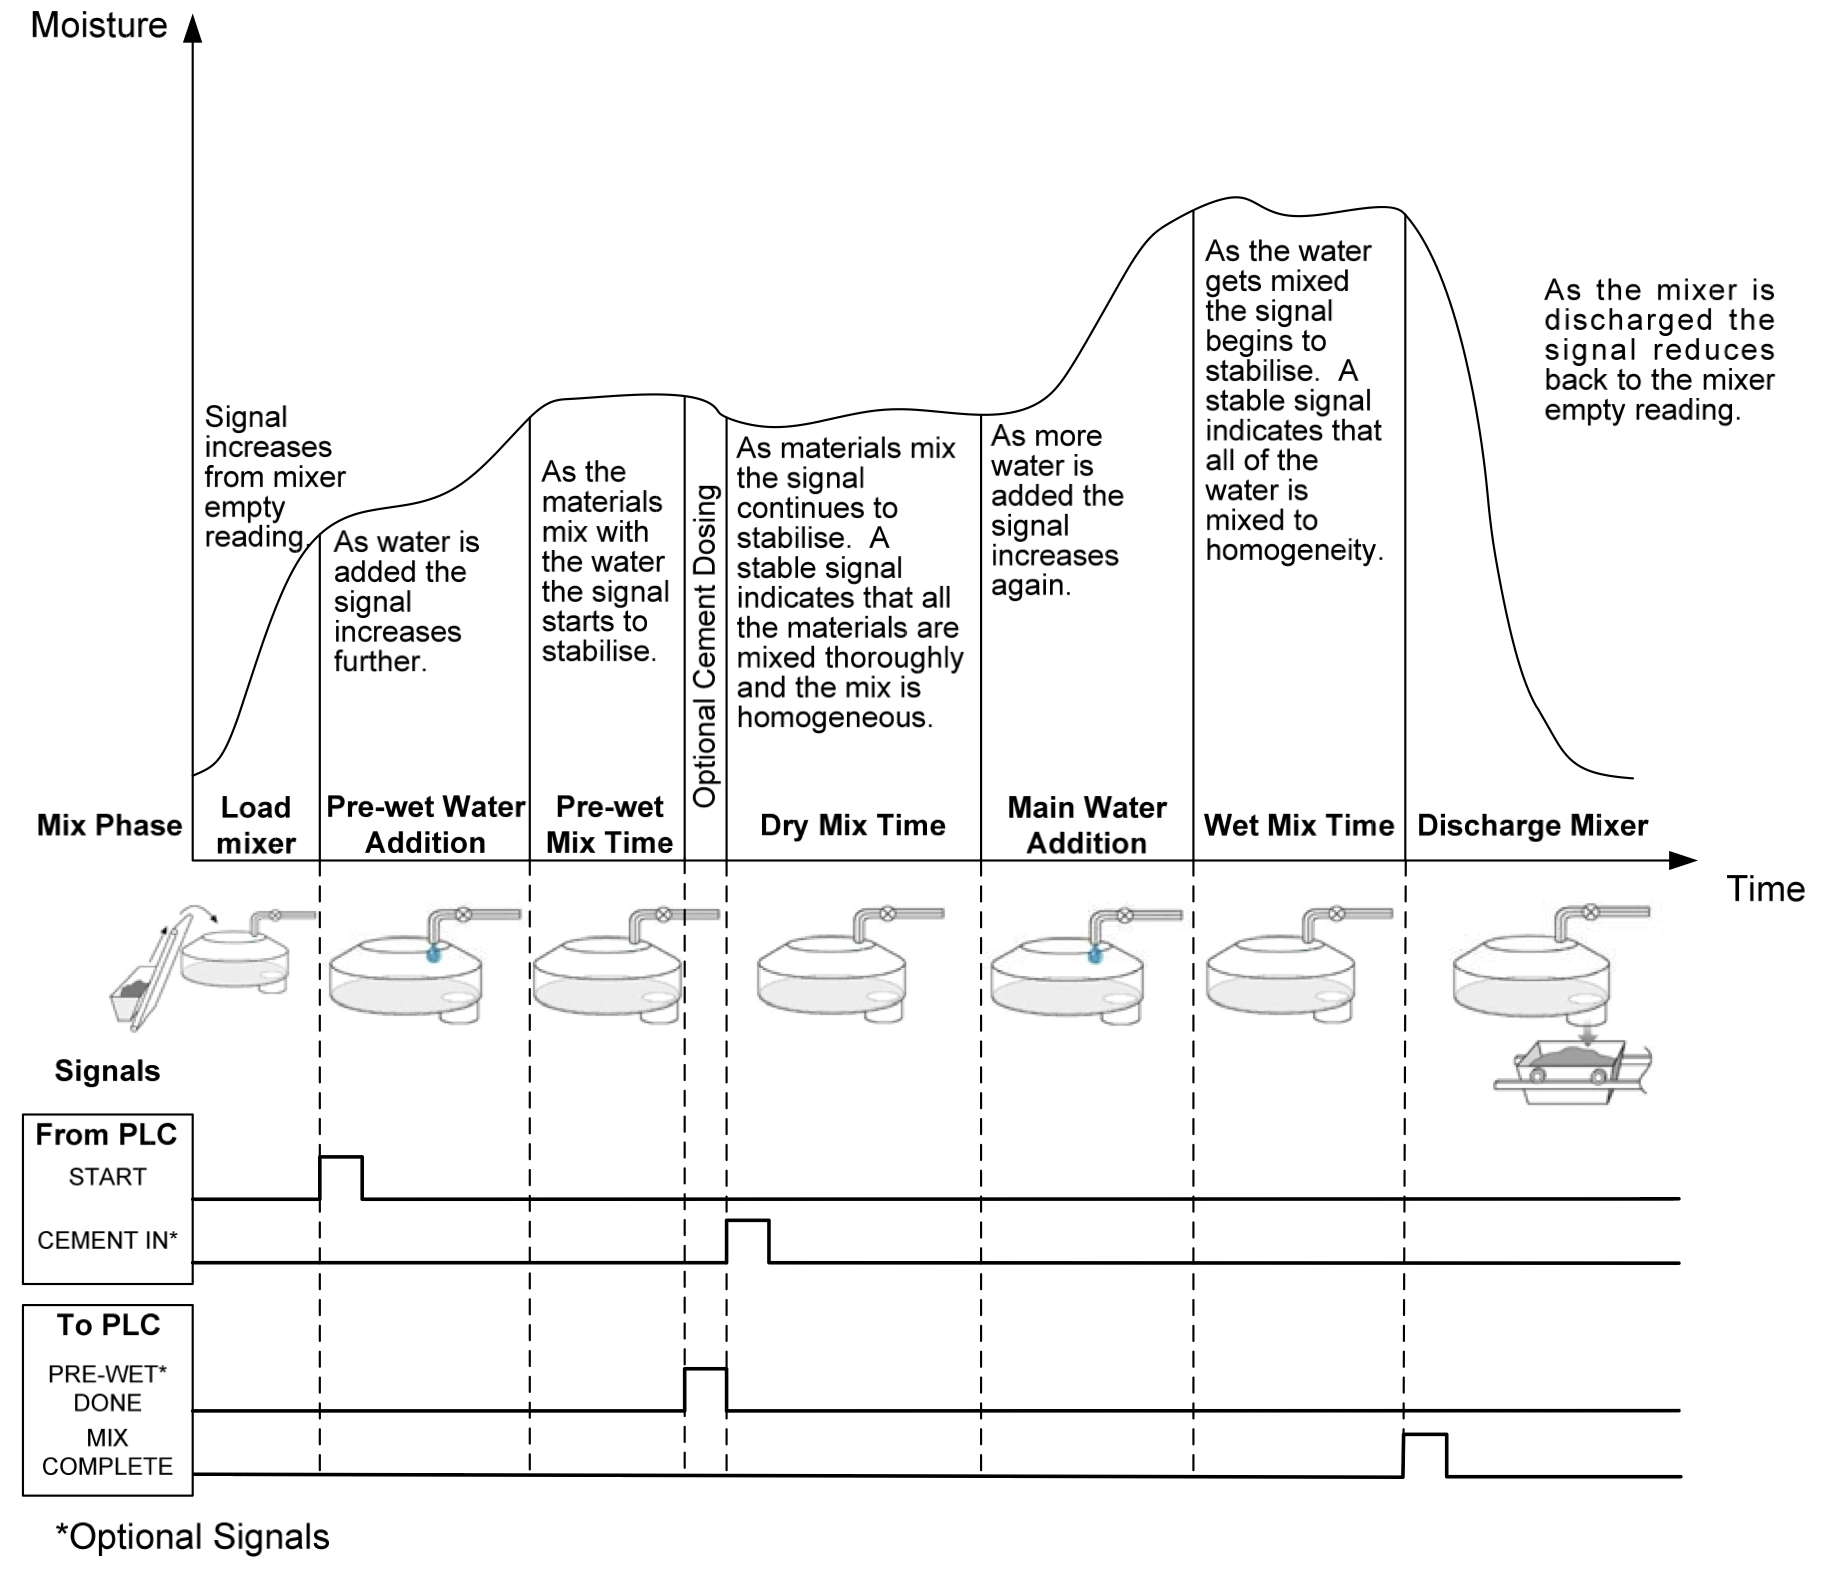 Moisture
Signal
increases
from mixer
empty
reading.
As water is
added the
signal
increases
further.
As the
materials
mix with
the water
the signal
starts to
stabilise.
Optional Cement Dosing
As materials mix
the signal
continues to
stabilise. A
stable signal
indicates that all
the materials are
mixed thoroughly
and the mix is
homogeneous.
As more
water is
added the
signal
increases
again.
As the water
gets mixed
the signal
begins to
stabilise. A
stable signal
indicates that
all of the
water is
mixed to
homogeneity.
As the mixer is
discharged the
signal reduces
back to the mixer
empty reading.
Mix Phase
Load
mixer
Pre-wet Water
Addition
Pre-wet
Mix Time
Dry Mix Time
Main Water
Addition
Wet Mix Time
Discharge Mixer
Time
Signals
From PLC
START
CEMENT IN*
To PLC
PRE-WET*
DONE
MIX
COMPLETE
*Optional Signals